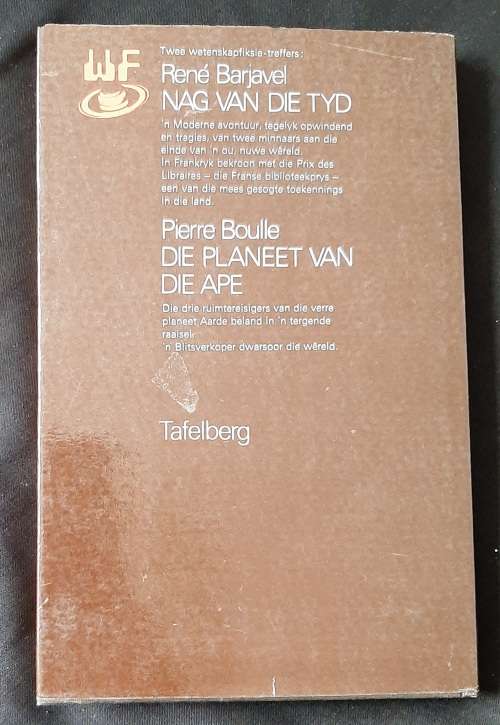 WF
Twee wetenskapfiksie-treffers:
René Barjavel
NAG VAN DIE TYD
'n Moderne avontuur, tegelyk opwindend
en tragies, van twee minnaars aan die
einde van 'n ou, nuwe wêreld.
In Frankryk bekroon met die Prix des
Libraires – die Franse biblioteekprys –
een van die mees gesogte toekennings
in die land.
Pierre Boulle
DIE PLANEET VAN
DIE APE
Die drie ruimtereisigers van die verre
planeet Aarde beland in 'n tergende
raaisel.
'n Blitsverkoper dwarsoor die wêreld.
Tafelberg